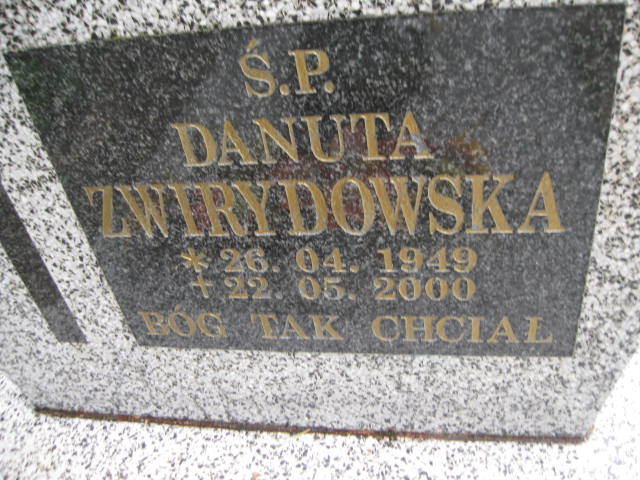 Ś.P.
DANUTA
ZWIRYDOWSKA
* 26. 04. 1949
† 22. 05. 2000
BÓG TAK CHCIAŁ